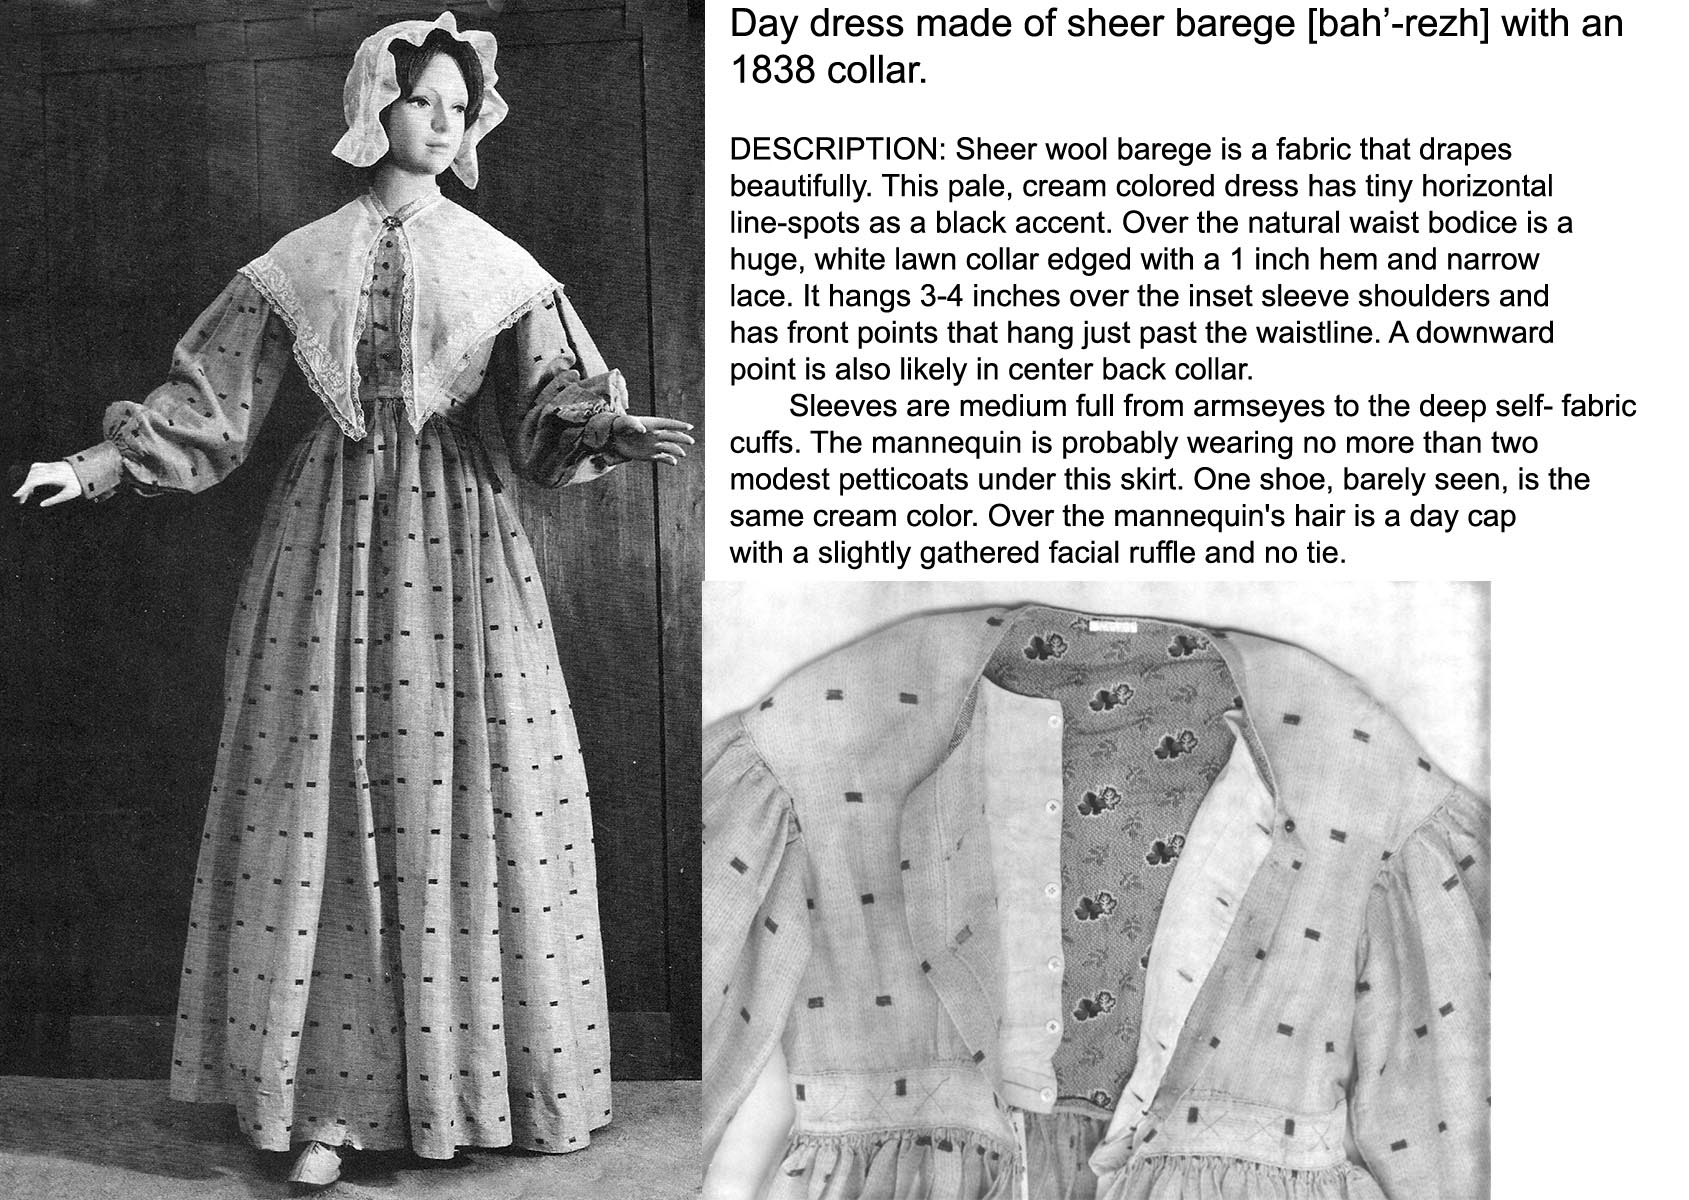 Day dress made of sheer barege [bah’-rezh] with an
1838 collar.
DESCRIPTION: Sheer wool barege is a fabric that drapes
beautifully. This pale, cream colored dress has tiny horizontal
line-spots as a black accent. Over the natural waist bodice is a
huge, white lawn collar edged with a 1 inch hem and narrow
lace. It hangs 3-4 inches over the inset sleeve shoulders and
has front points that hang just past the waistline. A downward
point is also likely in center back collar.
Sleeves are medium full from armseyes to the deep self- fabric
cuffs. The mannequin is probably wearing no more than two
modest petticoats under this skirt. One shoe, barely seen, is the
same cream color. Over the mannequin's hair is a day cap
with a slightly gathered facial ruffle and no tie.